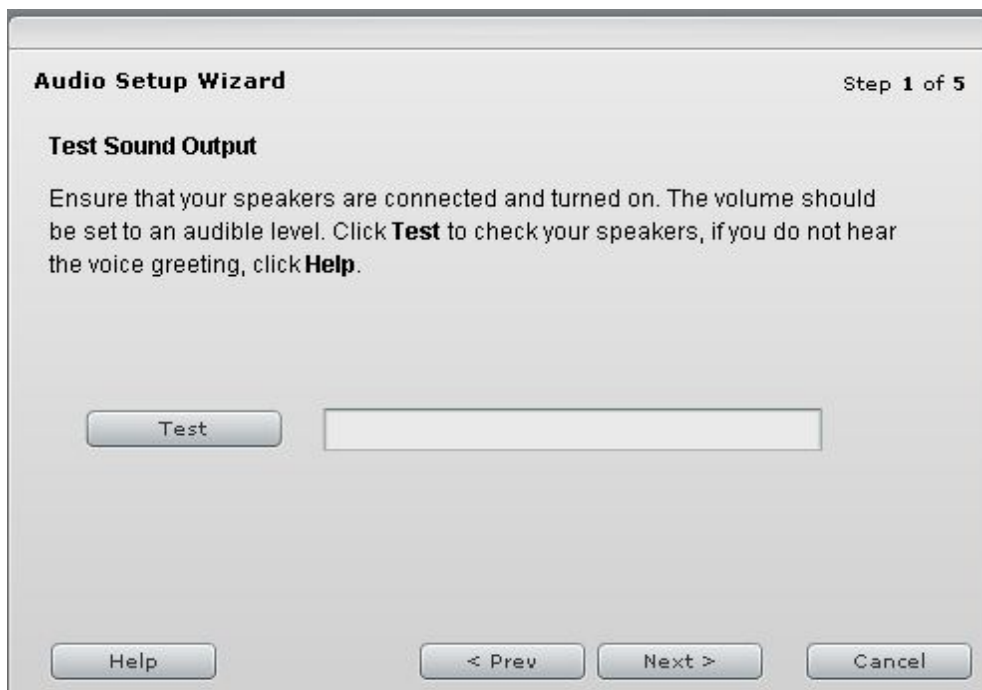 Audio Setup Wizard
Step 1 of 5
Test Sound Output
Ensure that your speakers are connected and turned on. The volume should
be set to an audible level. Click Test to check your speakers, if you do not hear
the voice greeting, click Help.
Test
Help
< Prev
Next >
Cancel